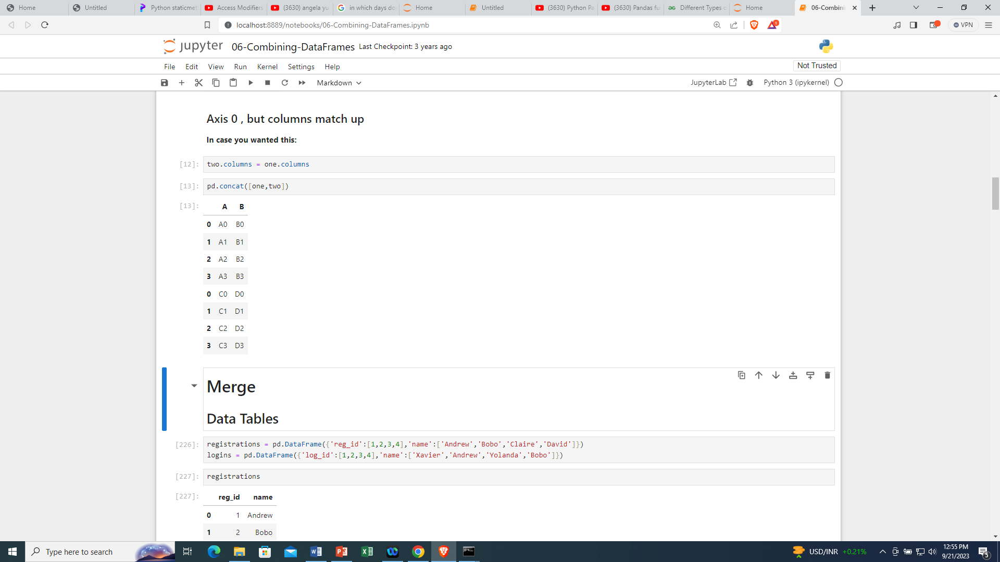 Home
Untitled
Python staticmet
Access Modifiers
(3630) angela yu
in which days do
Home
Untitled
(3630) Python Pa
(3630) Pandas fu
Different Types o
Home
06-Combini
localhost:8889/notebooks/06-Combining-DataFrames.ipynb
1
VPN
jupyter 06-Combining-DataFrames Last Checkpoint: 3 years ago
File Edit View Run Kernel Settings Help
Not Trusted
Markdown
JupyterLab
Python 3 (ipykernel)
Axis 0 , but columns match up
In case you wanted this:
[12]: two.columns = one.columns
[13]: pd.concat([one,two])
[13]: A B
0 A0 B0
1 A1 B1
2 A2 B2
3 A3 B3
0 C0 D0
1 C1 D1
2 C2 D2
3 C3 D3
Merge
Data Tables
[226]: registrations = pd.DataFrame({'reg_id':[1,2,3,4],'name':['Andrew','Bobo','Claire','David']})
logins = pd.DataFrame({'log_id':[1,2,3,4],'name':['Xavier','Andrew','Yolanda','Bobo']})
[227]: registrations
[227]: reg_id name
0 1 Andrew
1 2 Bobo
Type here to search
USD/INR +0.21%
12:55 PM
9/21/2023
5